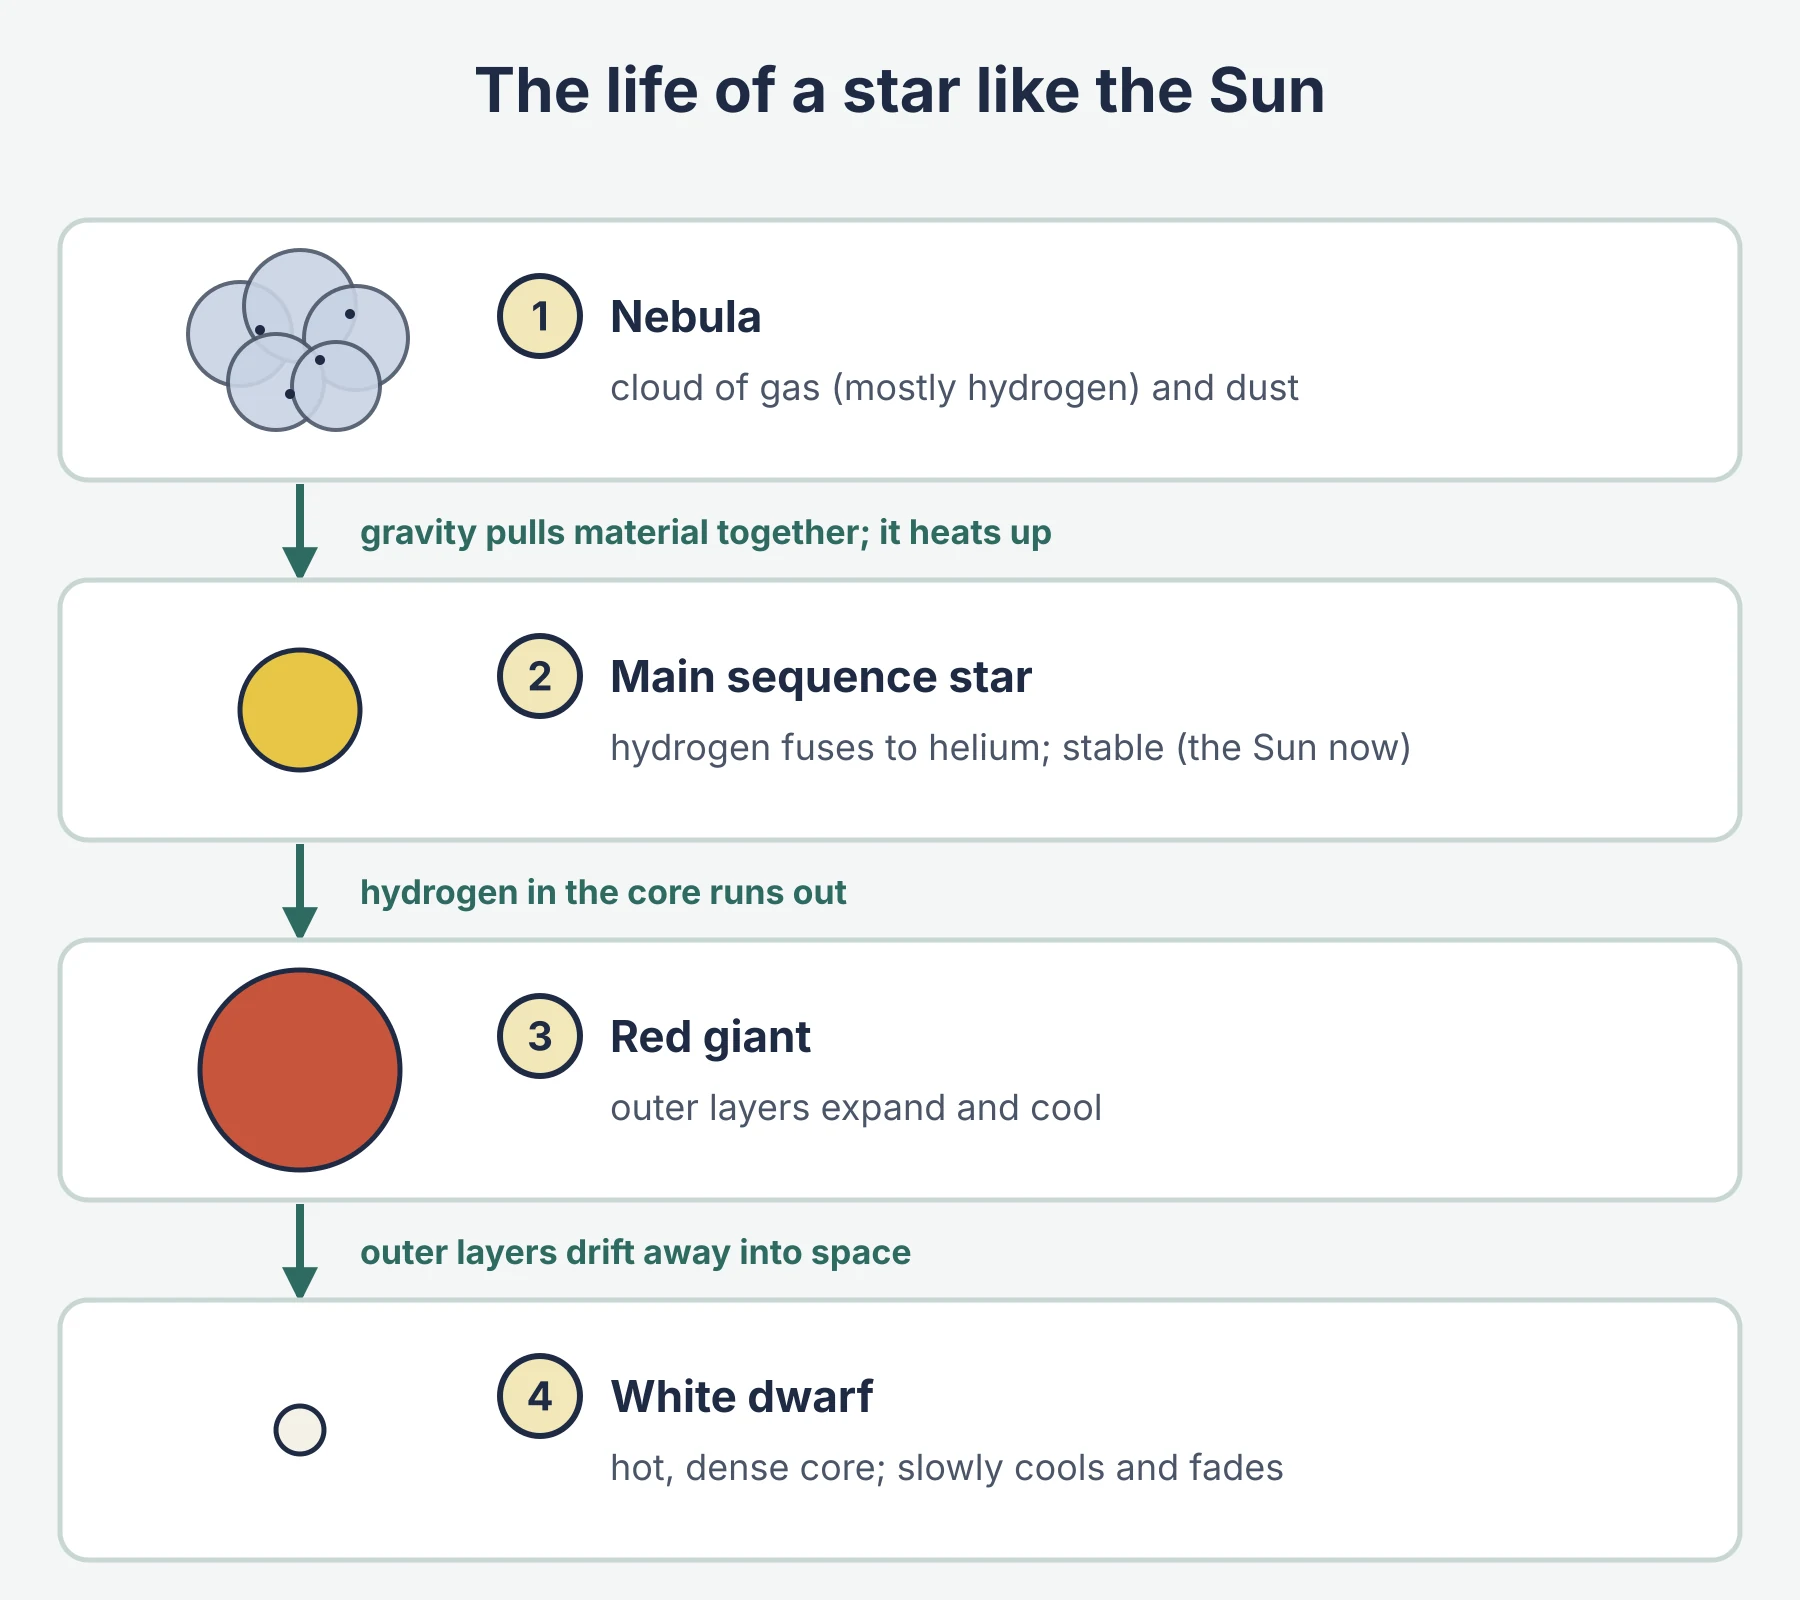 The life of a star like the Sun
1 Nebula
cloud of gas (mostly hydrogen) and dust
gravity pulls material together; it heats up
2 Main sequence star
hydrogen fuses to helium; stable (the Sun now)
hydrogen in the core runs out
3 Red giant
outer layers expand and cool
outer layers drift away into space
4 White dwarf
hot, dense core; slowly cools and fades